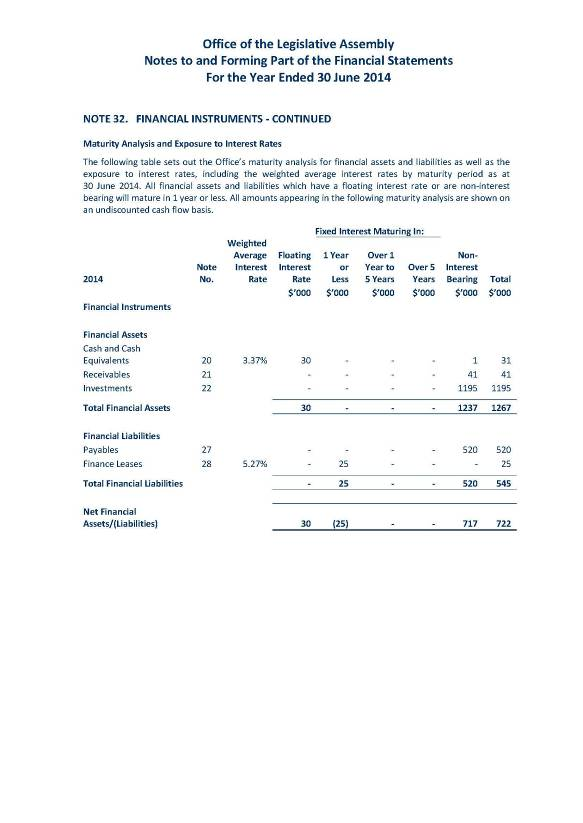 Office of the Legislative Assembly
Notes to and Forming Part of the Financial Statements
For the Year Ended 30 June 2014
NOTE 32. FINANCIAL INSTRUMENTS - CONTINUED
Maturity Analysis and Exposure to Interest Rates
The following table sets out the Office's maturity analysis for financial assets and liabilities as well as the
exposure to interest rates, including the weighted average interest rates by maturity period as at
30 June 2014. All financial assets and liabilities which have a floating interest rate or are non-interest
bearing will mature in 1 year or less. All amounts appearing in the following maturity analysis are shown on
an undiscounted cash flow basis.
Fixed Interest Maturing In:
Weighted
Average Floating 1 Year Over 1 Non-
Note Interest Interest or Year to Over 5 Interest
2014 No. Rate Rate Less 5 Years Years Bearing Total
$'000 $'000 $'000 $'000 $'000 $'000
Financial Instruments
Financial Assets
Cash and Cash
Equivalents 20 3.37% 30 - - - 1 31
Receivables 21 - - - - 41 41
Investments 22 - - - - 1195 1195
Total Financial Assets 30 - - - 1237 1267
Financial Liabilities
Payables 27 - - - - 520 520
Finance Leases 28 5.27% - 25 - - - 25
Total Financial Liabilities - 25 - - 520 545
Net Financial
Assets/(Liabilities) 30 (25) - - 717 722